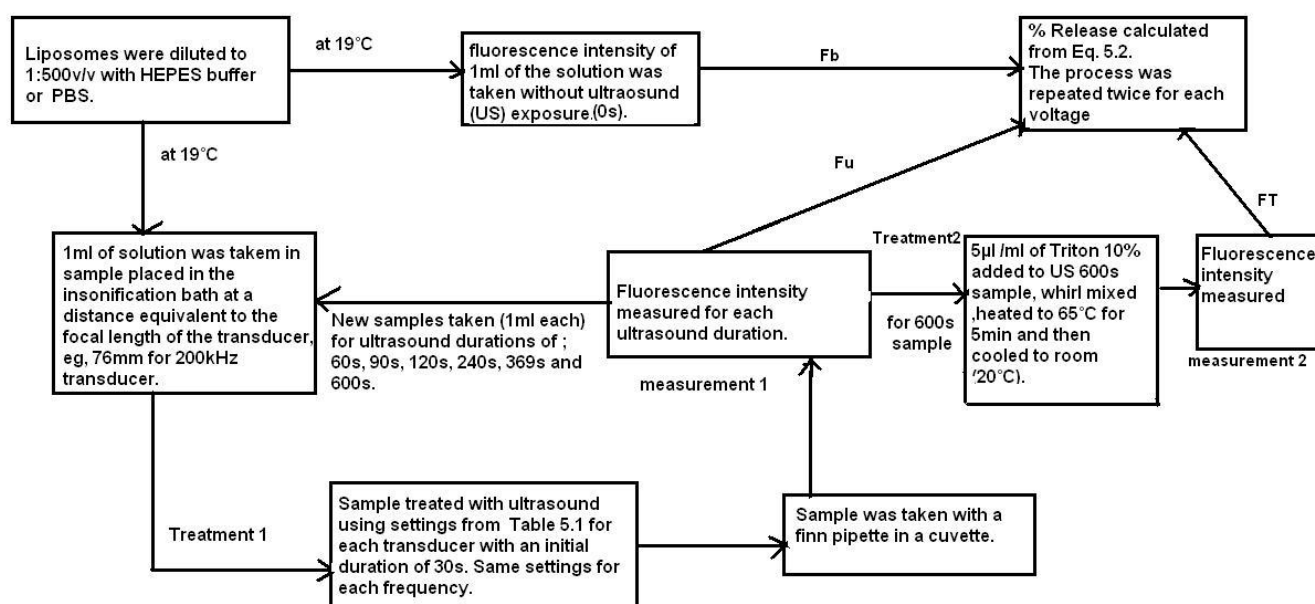 Liposomes were diluted to
1:500v/v with HEPES buffer
or PBS.
at 19°C
fluorescence intensity of
1ml of the solution was
taken without ultraosund
(US) exposure.(0s).
Fb
% Release calculated
from Eq. 5.2.
The process was
repeated twice for each
voltage
at 19°C
Fu
FT
1ml of solution was takem in
sample placed in the
insonification bath at a
distance equivalent to the
focal length of the transducer,
eg, 76mm for 200kHz
transducer.
New samples taken (1ml each)
for ultrasound durations of ;
60s, 90s, 120s, 240s, 369s and
600s.
Fluorescence intensity
measured for each
ultrasound duration.
measurement 1
Treatment2
for 600s
sample
5µl /ml of Triton 10%
added to US 600s
sample, whirl mixed
,heated to 65°C for
5min and then
cooled to room
(20°C).
Fluorescence
intensity
measured
measurement 2
Treatment 1
Sample treated with ultrasound
using settings from Table 5.1 for
each transducer with an initial
duration of 30s. Same settings for
each frequency.
Sample was taken with a
finn pipette in a cuvette.